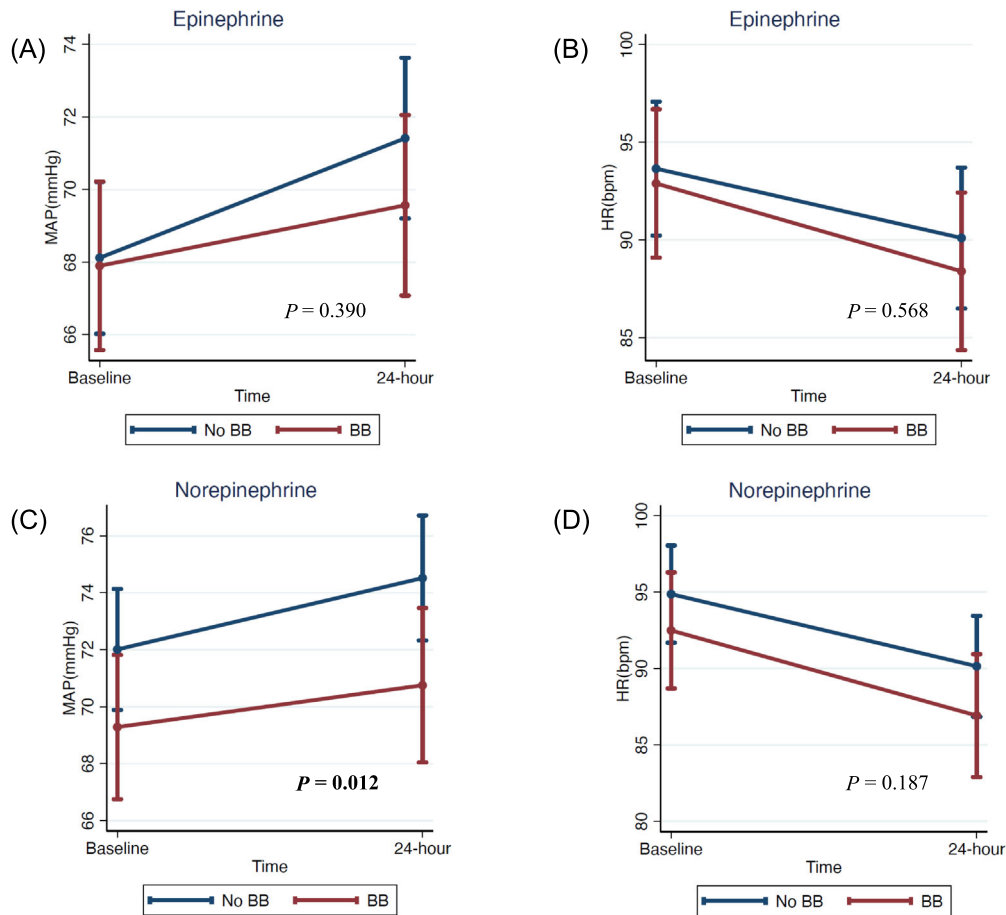 (A)
Epinephrine
MAP(mmHg)
74
72
70
68
66
P = 0.390
Baseline
24-hour
Time
No BB
BB
(B)
Epinephrine
HR(bpm)
100
95
90
85
P = 0.568
Baseline
24-hour
Time
No BB
BB
(C)
Norepinephrine
MAP(mmHg)
76
74
72
70
68
66
P = 0.012
Baseline
24-hour
Time
No BB
BB
(D)
Norepinephrine
HR(bpm)
100
95
90
85
80
P = 0.187
Baseline
24-hour
Time
No BB
BB